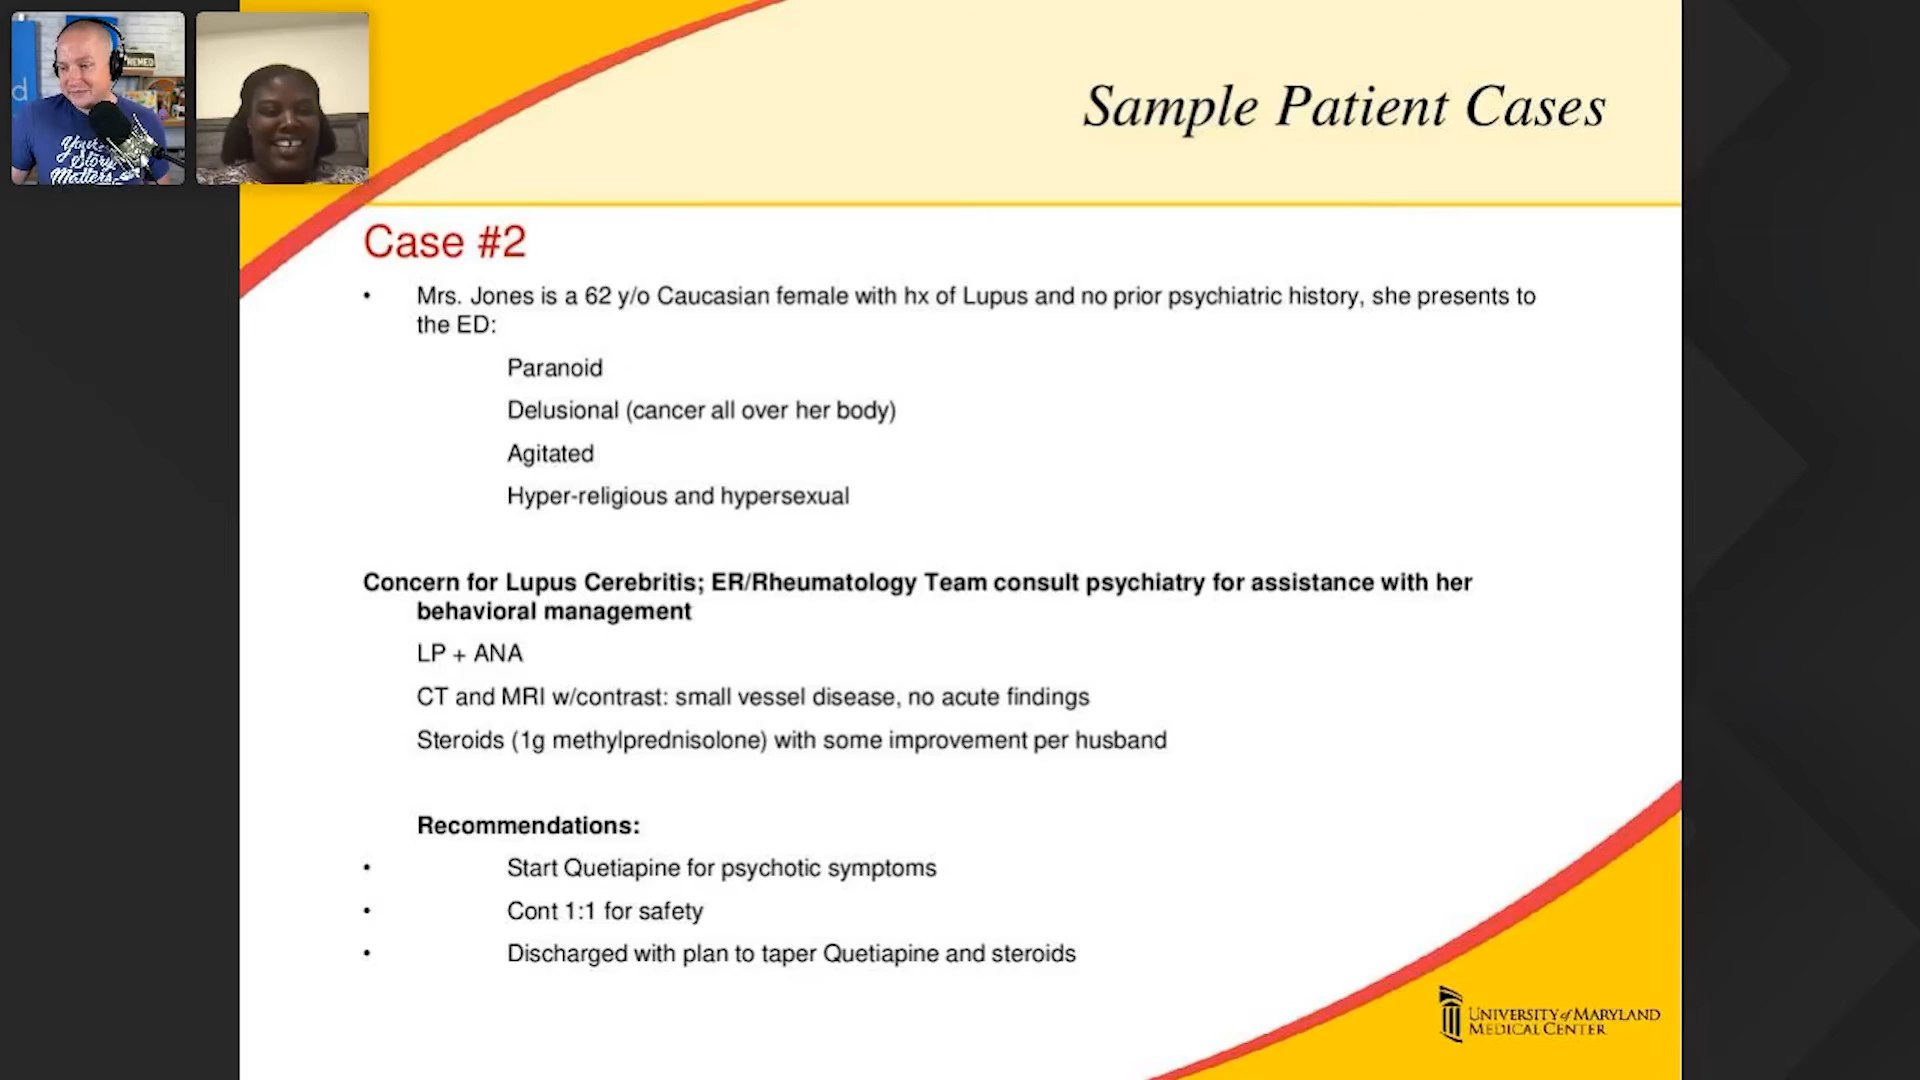 d
REMED
Your
Story
Matters
Sample Patient Cases
Case #2
• Mrs. Jones is a 62 y/o Caucasian female with hx of Lupus and no prior psychiatric history, she presents to
the ED:
Paranoid
Delusional (cancer all over her body)
Agitated
Hyper-religious and hypersexual
Concern for Lupus Cerebritis; ER/Rheumatology Team consult psychiatry for assistance with her
behavioral management
LP + ANA
CT and MRI w/contrast: small vessel disease, no acute findings
Steroids (1g methylprednisolone) with some improvement per husband
Recommendations:
• Start Quetiapine for psychotic symptoms
• Cont 1:1 for safety
• Discharged with plan to taper Quetiapine and steroids
UNIVERSITY of MARYLAND
MEDICAL CENTER